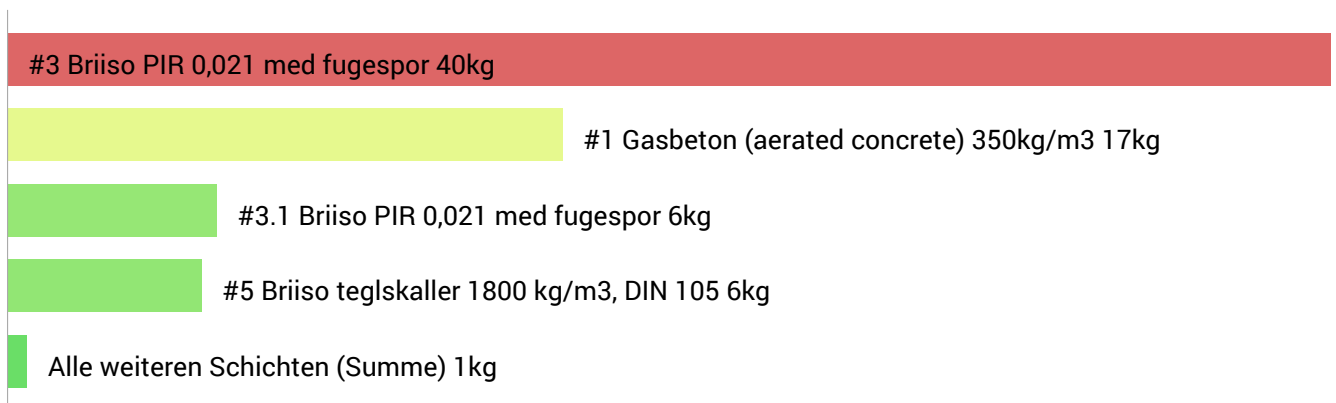 #3 Briiso PIR 0,021 med fugespor 40kg
#1 Gasbeton (aerated concrete) 350kg/m3 17kg
#3.1 Briiso PIR 0,021 med fugespor 6kg
#5 Briiso teglskaller 1800 kg/m3, DIN 105 6kg
Alle weiteren Schichten (Summe) 1kg